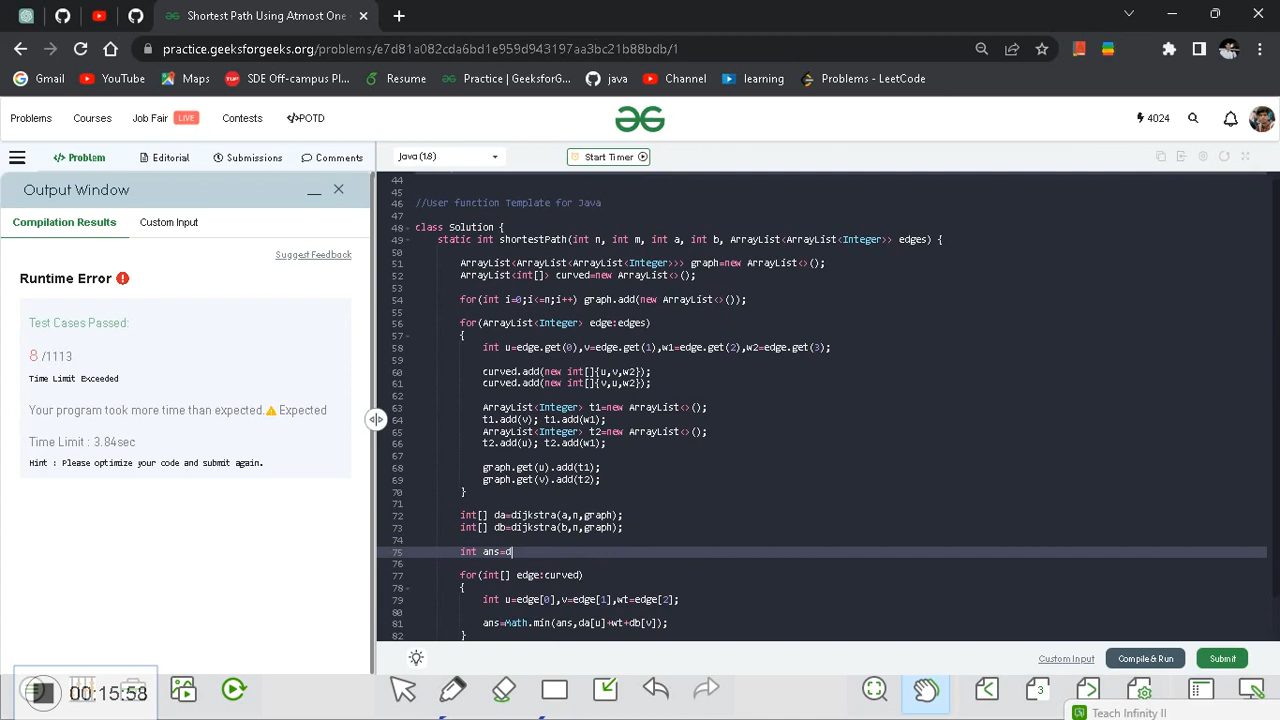 Shortest Path Using Atmost One
practice.geeksforgeeks.org/problems/e7d81a082cda6bd1e959d943197aa3bc21b88bdb/1
Gmail YouTube Maps SDE Off-campus Pl... Resume Practice | GeeksforG... java Channel learning Problems - LeetCode
Problems Courses Job Fair LIVE Contests </>POTD 4024
</> Problem Editorial Submissions Comments Java (1.8) Start Timer
Output Window
Compilation Results Custom Input
Suggest Feedback
Runtime Error
Test Cases Passed:
8 /1113
Time Limit Exceeded
Your program took more time than expected. Expected
Time Limit : 3.84sec
Hint : Please optimize your code and submit again.
44
45
46 //User function Template for Java
47
48 class Solution {
49 static int shortestPath(int n, int m, int a, int b, ArrayList<ArrayList<Integer>> edges) {
50
51 ArrayList<ArrayList<ArrayList<Integer>>> graph=new ArrayList<>();
52 ArrayList<int[]> curved=new ArrayList<>();
53
54 for(int i=0;i<=n;i++) graph.add(new ArrayList<>());
55
56 for(ArrayList<Integer> edge:edges)
57 {
58 int u=edge.get(0),v=edge.get(1),w1=edge.get(2),w2=edge.get(3);
59
60 curved.add(new int[]{u,v,w2});
61 curved.add(new int[]{v,u,w2});
62
63 ArrayList<Integer> t1=new ArrayList<>();
64 t1.add(v); t1.add(w1);
65 ArrayList<Integer> t2=new ArrayList<>();
66 t2.add(u); t2.add(w1);
67
68 graph.get(u).add(t1);
69 graph.get(v).add(t2);
70 }
71
72 int[] da=dijkstra(a,n,graph);
73 int[] db=dijkstra(b,n,graph);
74
75 int ans=d
76
77 for(int[] edge:curved)
78 {
79 int u=edge[0],v=edge[1],wt=edge[2];
80
81 ans=Math.min(ans,da[u]+wt+db[v]);
82 }
Custom Input Compile & Run Submit
00:15:58
3
Teach Infinity II